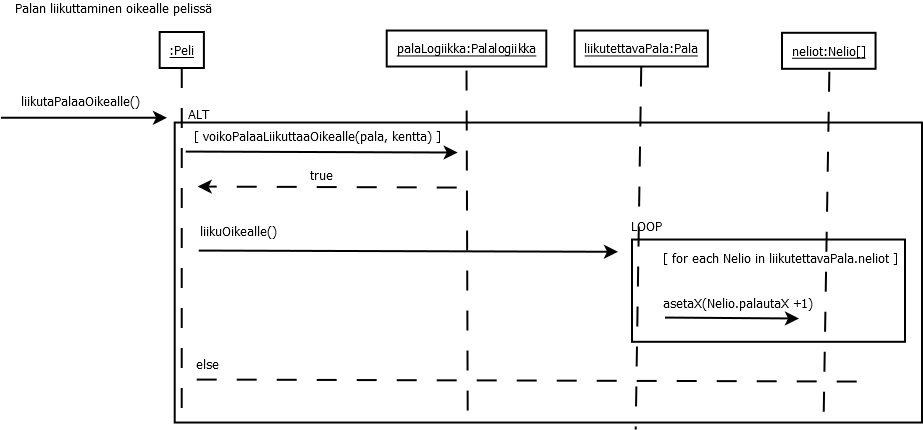 Palan liikuttaminen oikealle pelissä
:Peli
palaLogiikka:Palalogiikka
liikutettavaPala:Pala
neliot:Nelio[]
liikutaPalaaOikealle()
ALT
[ voikoPalaaLiikuttaaOikealle(pala, kentta) ]
true
liikuOikealle()
LOOP
[ for each Nelio in liikutettavaPala.neliot ]
asetaX(Nelio.palautaX +1)
else